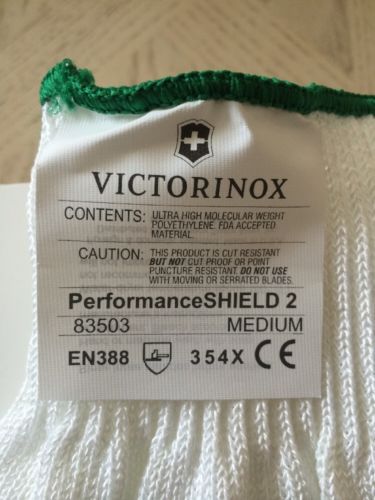 VICTORINOX
CONTENTS: ULTRA HIGH MOLECULAR WEIGHT
POLYETHYLENE. FDA ACCEPTED
MATERIAL.
CAUTION: THIS PRODUCT IS CUT RESISTANT
BUT NOT CUT PROOF OR POINT
PUNCTURE RESISTANT. DO NOT USE
WITH MOVING OR SERRATED BLADES.
PerformanceSHIELD 2
83503 MEDIUM
EN388 354X CE